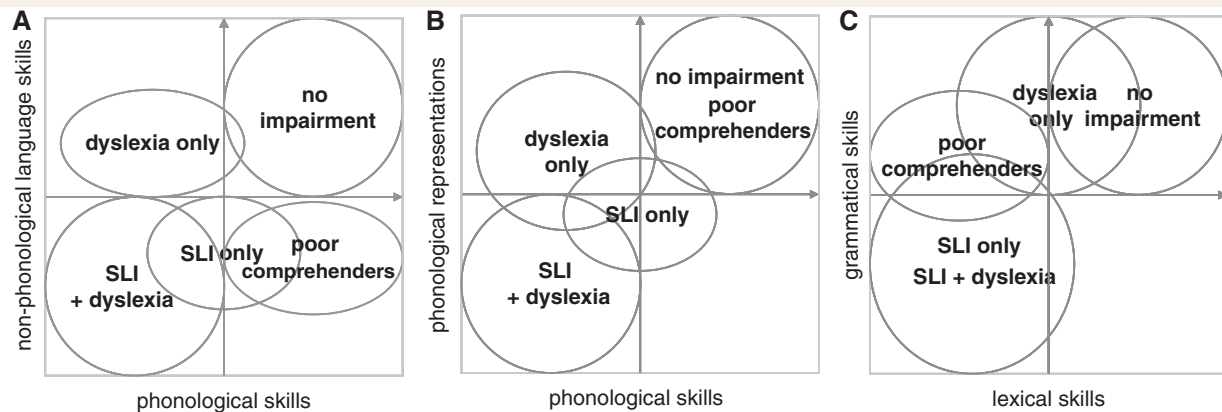 A
non-phonological language skills
no
impairment
dyslexia only
SLI only
poor
comprehenders
SLI
+ dyslexia
phonological skills
B
phonological representations
no impairment
poor
comprehenders
dyslexia
only
SLI only
SLI
+ dyslexia
phonological skills
C
grammatical skills
dyslexia
only
no
impairment
poor
comprehenders
SLI only
SLI + dyslexia
lexical skills